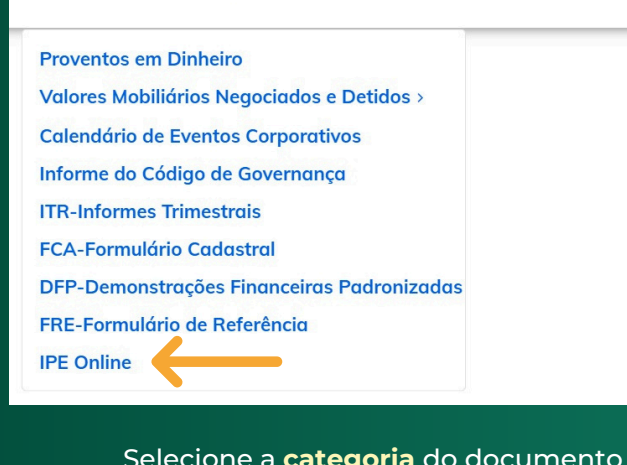 Proventos em Dinheiro
Valores Mobiliários Negociados e Detidos >
Calendário de Eventos Corporativos
Informe do Código de Governança
ITR-Informes Trimestrais
FCA-Formulário Cadastral
DFP-Demonstrações Financeiras Padronizadas
FRE-Formulário de Referência
IPE Online
Selecione a categoria do documento